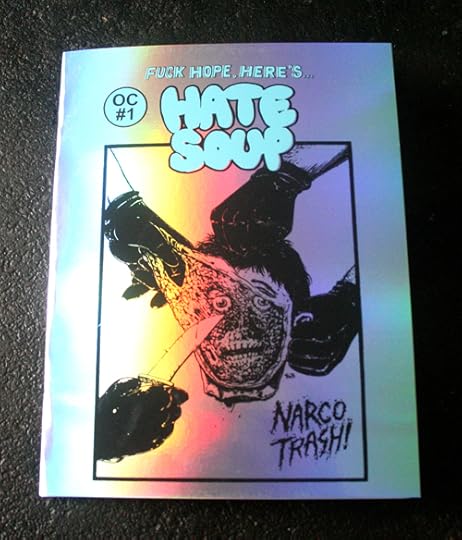 FUCK HOPE, HERE'S...
OC
#1
HATE
SOUP
NARCO
TRASH!